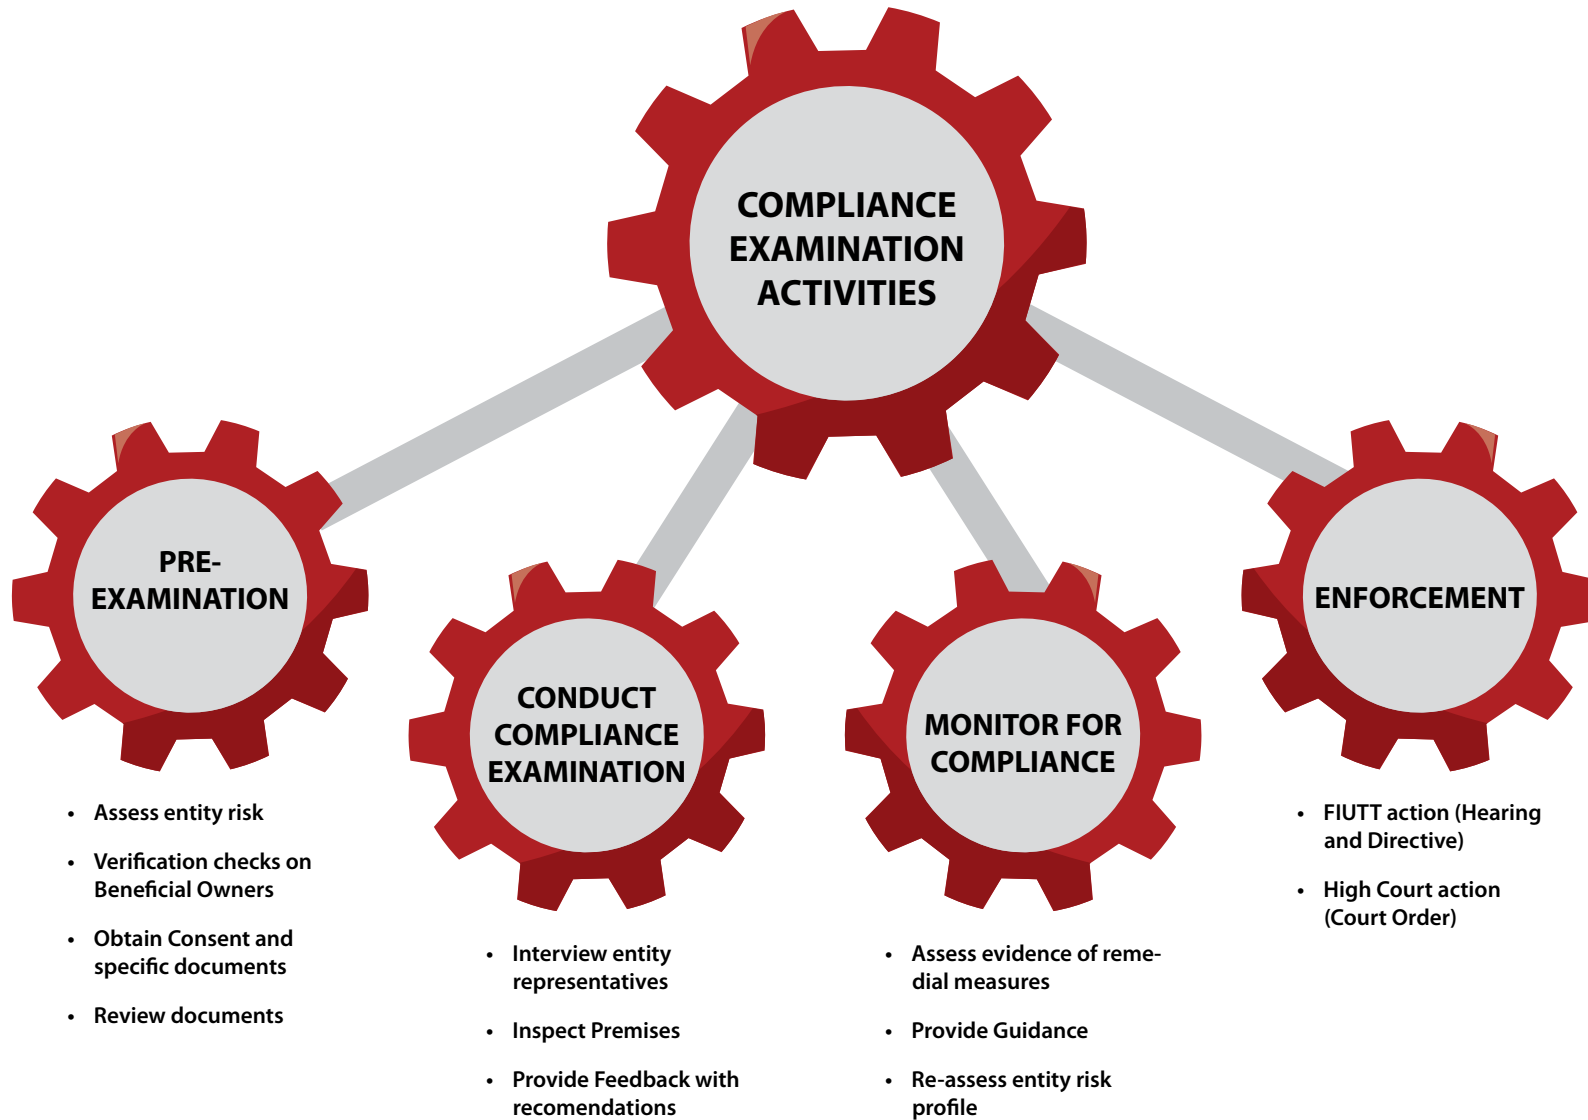 COMPLIANCE
EXAMINATION
ACTIVITIES
PRE-
EXAMINATION
• Assess entity risk
• Verification checks on
Beneficial Owners
• Obtain Consent and
specific documents
• Review documents
CONDUCT
COMPLIANCE
EXAMINATION
• Interview entity
representatives
• Inspect Premises
• Provide Feedback with
recomendations
MONITOR FOR
COMPLIANCE
• Assess evidence of reme-
dial measures
• Provide Guidance
• Re-assess entity risk
profile
ENFORCEMENT
• FIUTT action (Hearing
and Directive)
• High Court action
(Court Order)